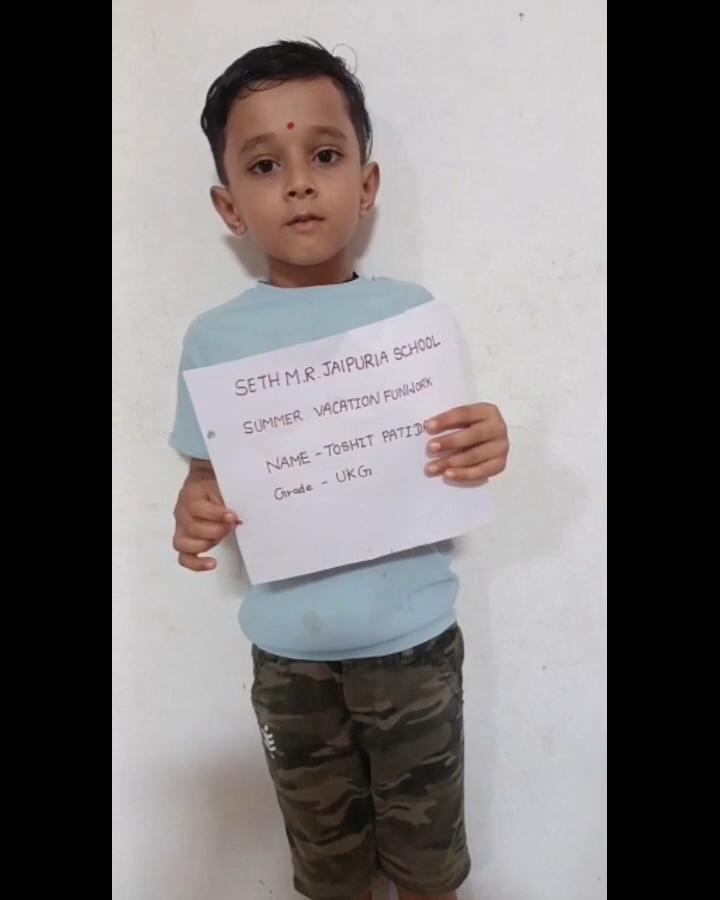 SETH M.R. JAIPURIA SCHOOL
SUMMER VACATION FUNWORK
NAME - TOSHIT
Grade - UKG